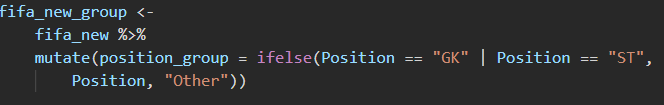 fifa_new_group <-
fifa_new %>%
mutate(position_group = ifelse(Position == "GK" | Position == "ST",
Position, "Other"))